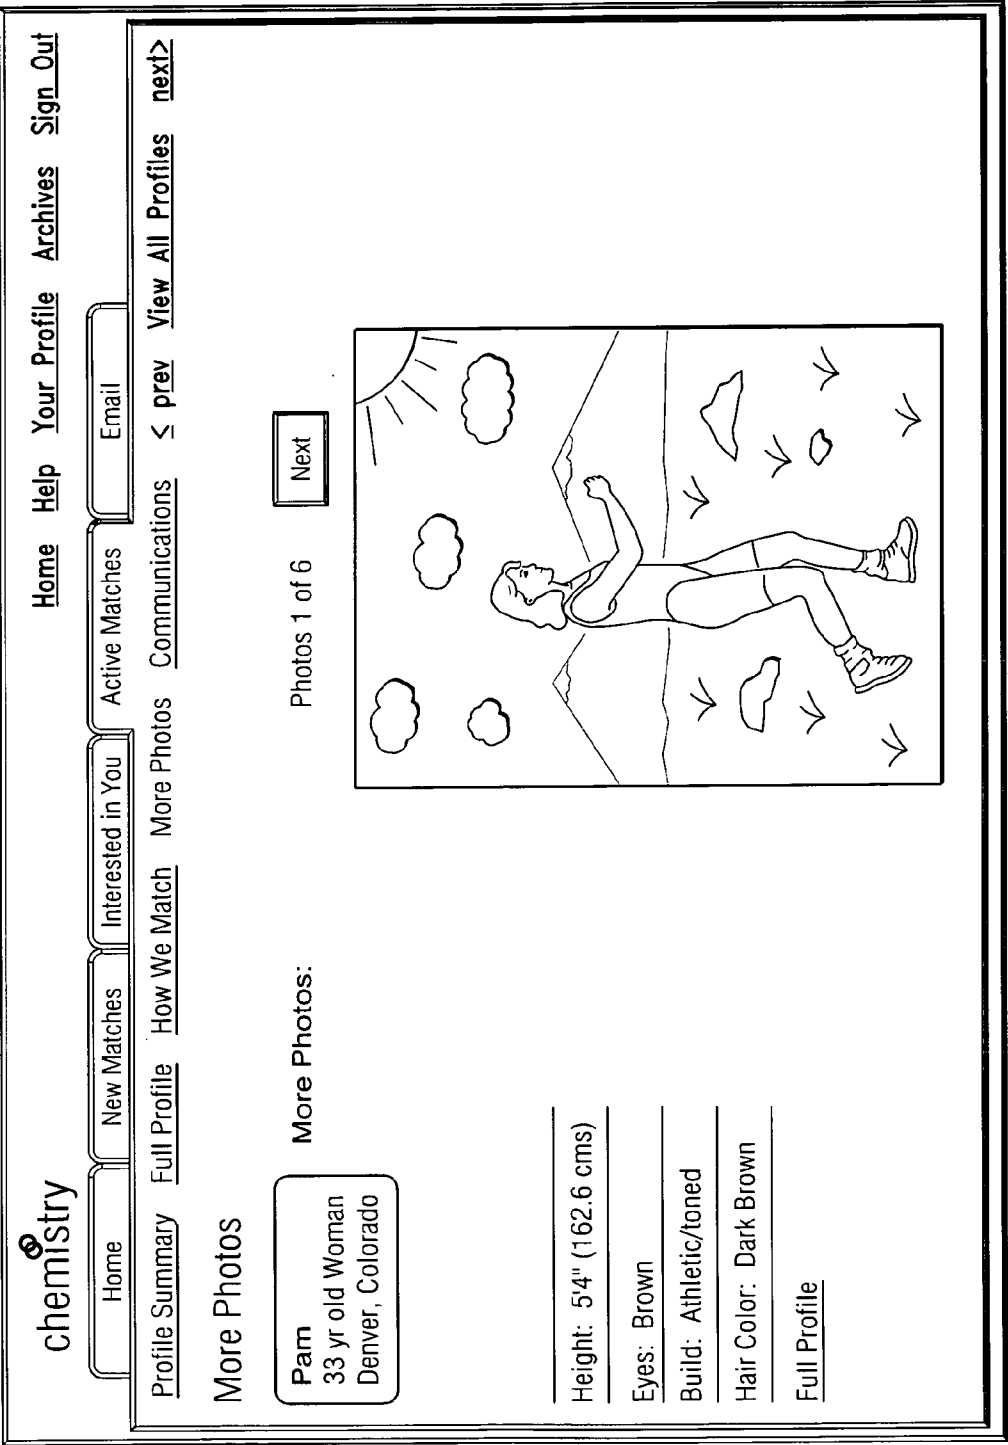 chemistry
Home Help Your Profile Archives Sign Out
Home New Matches Interested in You Active Matches Email
Profile Summary Full Profile How We Match More Photos Communications < prev View All Profiles next>
More Photos
Pam
33 yr old Woman
Denver, Colorado
More Photos:
Photos 1 of 6
Next
Height: 5'4" (162.6 cms)
Eyes: Brown
Build: Athletic/toned
Hair Color: Dark Brown
Full Profile